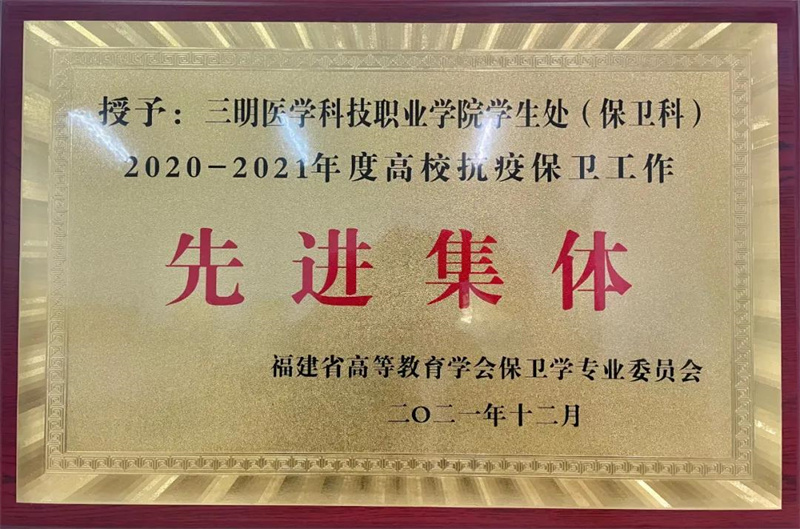 授予：三明医学科技职业学院学生处（保卫科）
2020-2021年度高校抗疫保卫工作
先进集体
福建省高等教育学会保卫学专业委员会
二〇二一年十二月